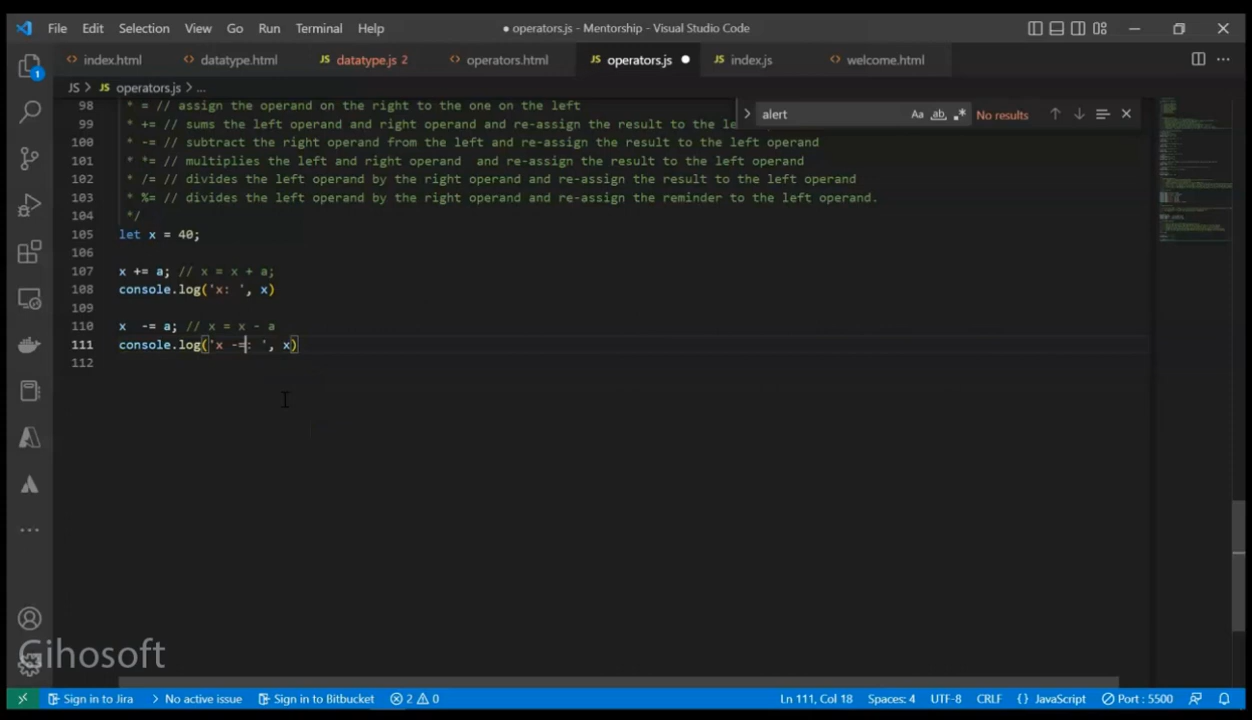 File Edit Selection View Go Run Terminal Help
● operators.js - Mentorship - Visual Studio Code
index.html datatype.html JS datatype.js 2 operators.html JS operators.js ● JS index.js welcome.html
JS > JS operators.js > ...
alert Aa ab .* No results
98 * = // assign the operand on the right to the one on the left
99 * += // sums the left operand and right operand and re-assign the result to the le
100 * -= // subtract the right operand from the left and re-assign the result to the left operand
101 * *= // multiplies the left and right operand  and re-assign the result to the left operand
102 * /= // divides the left operand by the right operand and re-assign the result to the left operand
103 * %= // divides the left operand by the right operand and re-assign the reminder to the left operand.
104 */
105 let x = 40;
106
107 x += a; // x = x + a;
108 console.log('x: ', x)
109
110 x  -= a; // x = x - a
111 console.log('x -=: ', x)
112
1
Gihosoft
Sign in to Jira > No active issue Sign in to Bitbucket 2 0 Ln 111, Col 18 Spaces: 4 UTF-8 CRLF {} JavaScript Port : 5500